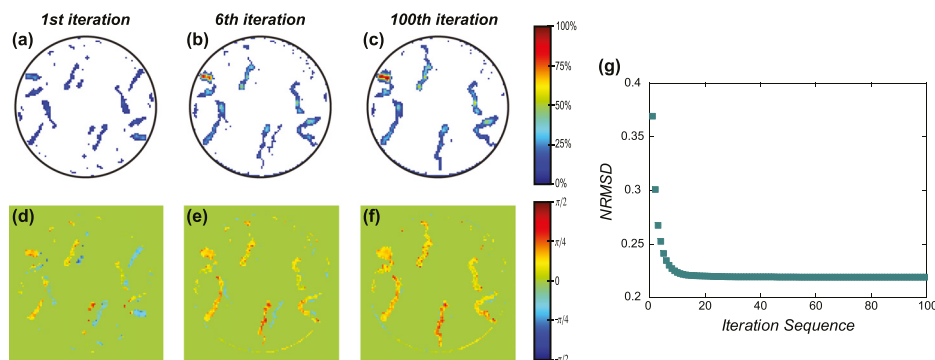 1st iteration
6th iteration
100th iteration
(a)
(b)
(c)
100%
75%
50%
25%
0%
(d)
(e)
(f)
π/2
π/4
0
-π/4
-π/2
(g)
0.4
0.35
0.3
0.25
0.2
NRMSD
0
20
40
60
80
100
Iteration Sequence